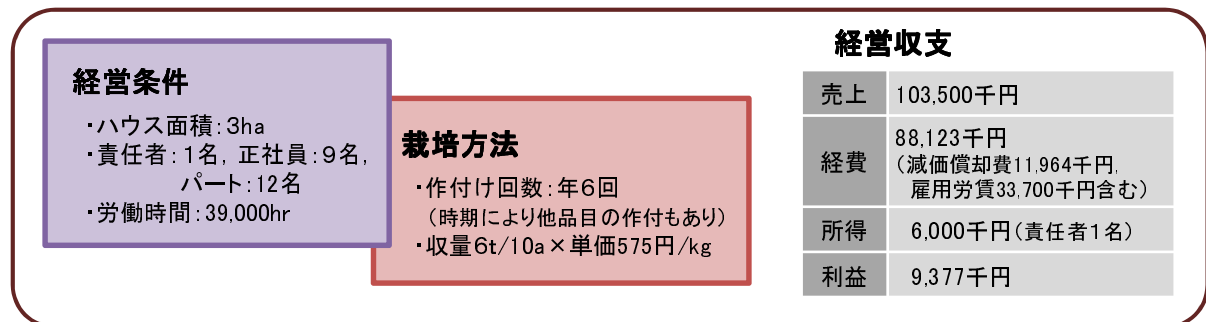 経営条件
・ハウス面積：3ha
・責任者：1名，正社員：9名，
パート：12名
・労働時間：39,000hr
栽培方法
・作付け回数：年６回
（時期により他品目の作付もあり）
・収量6t/10a×単価575円/kg
経営収支
売上 103,500千円
経費 88,123千円
（減価償却費11,964千円，
雇用労賃33,700千円含む）
所得 6,000千円（責任者１名）
利益 9,377千円